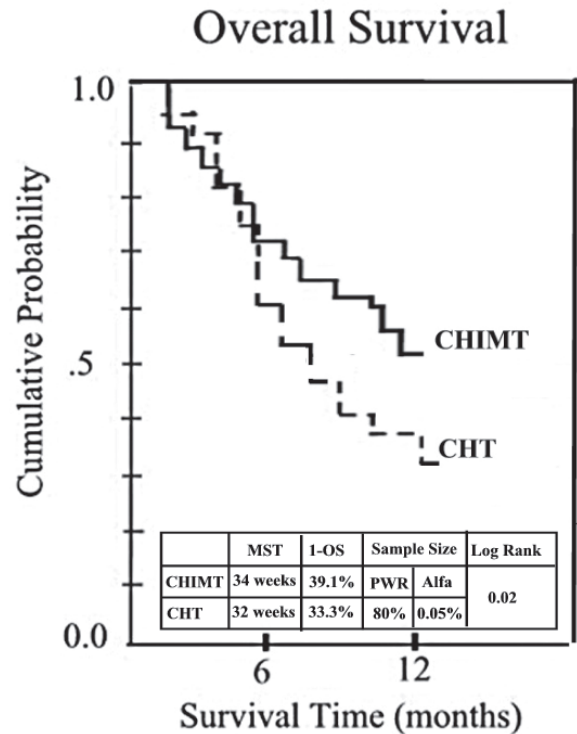 Overall Survival
1.0
.5
0.0
Cumulative Probability
CHIMT
CHT
MST 1-OS Sample Size Log Rank
CHIMT 34 weeks 39.1% PWR Alfa 0.02
CHT 32 weeks 33.3% 80% 0.05%
6 12
Survival Time (months)